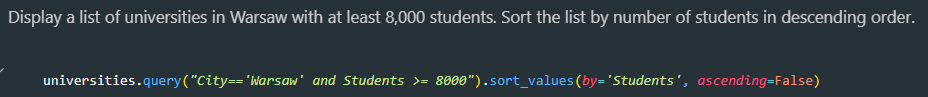 Display a list of universities in Warsaw with at least 8,000 students. Sort the list by number of students in descending order.
universities.query("City=='Warsaw' and Students >= 8000").sort_values(by='Students', ascending=False)